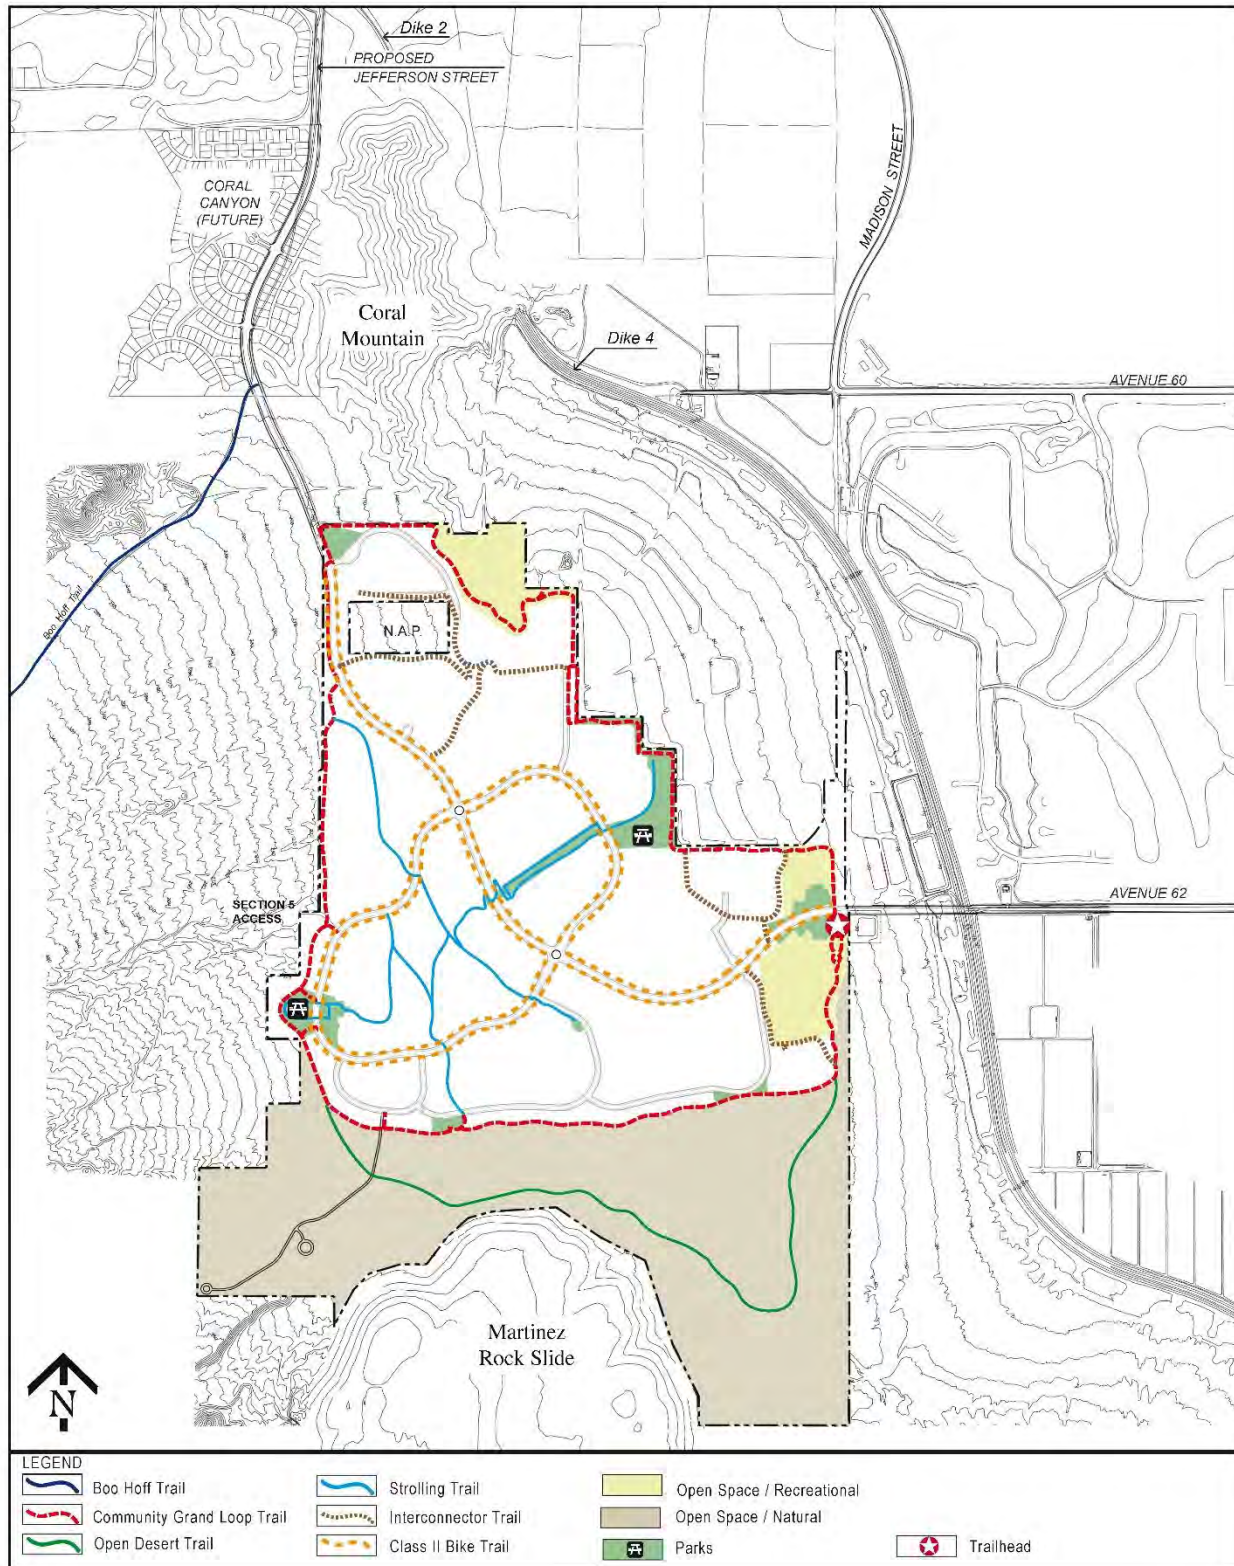 Dike 2
PROPOSED
JEFFERSON STREET
MADISON STREET
CORAL
CANYON
(FUTURE)
Coral
Mountain
Dike 4
AVENUE 60
Boo Hoff Trail
N.A.P.
SECTION 5
ACCESS
AVENUE 62
Martinez
Rock Slide
N
LEGEND
Boo Hoff Trail
Community Grand Loop Trail
Open Desert Trail
Strolling Trail
Interconnector Trail
Class II Bike Trail
Open Space / Recreational
Open Space / Natural
Parks
Trailhead